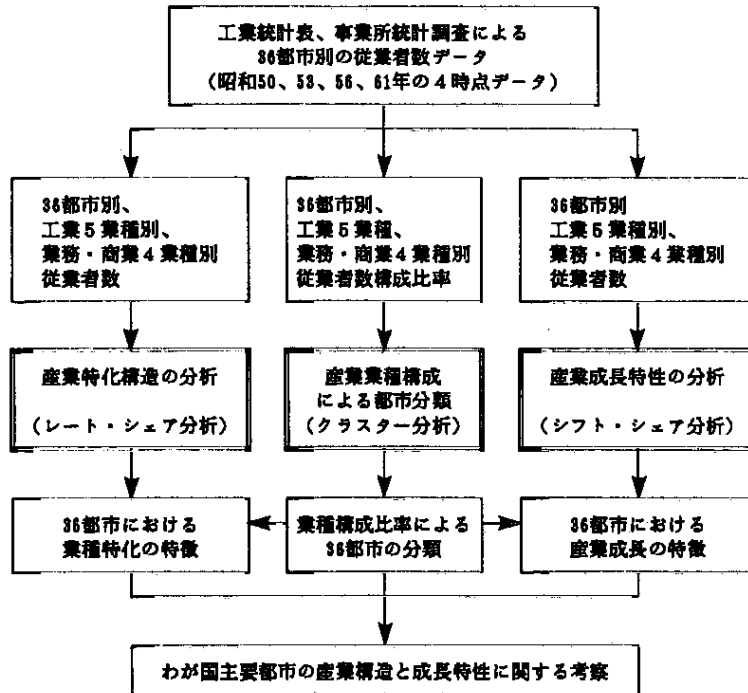 工業統計表、事業所統計調査による
36都市別の従業者数データ
(昭和50、53、56、61年の4時点データ)
36都市別、
工業5業種別、
業務・商業4業種別
従業者数
36都市別、
工業5業種、
業務・商業4業種別
従業者数構成比率
36都市別
工業5業種別、
業務・商業4業種別
従業者数
産業特化構造の分析
(レート・シェア分析)
産業業種構成
による都市分類
(クラスター分析)
産業成長特性の分析
(シフト・シェア分析)
36都市における
業種特化の特徴
業種構成比率による
36都市の分類
36都市における
産業成長の特徴
わが国主要都市の産業構造と成長特性に関する考察